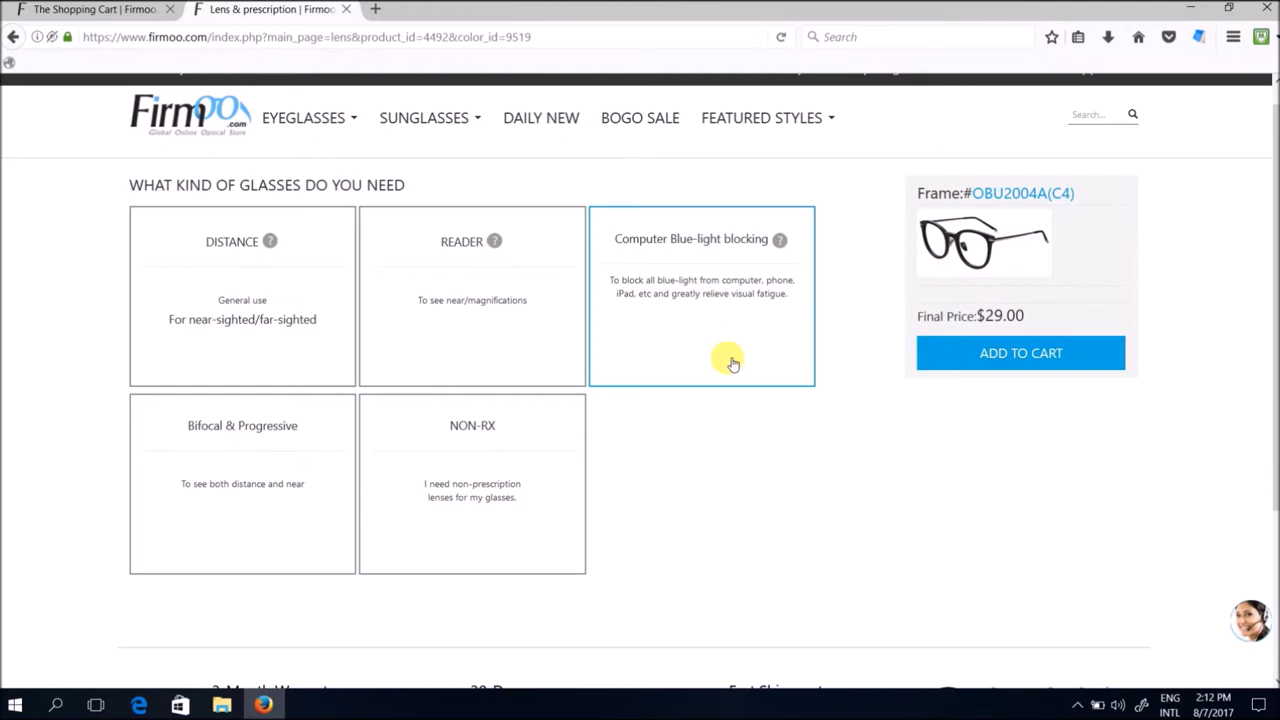 The Shopping Cart | Firmoo
Lens & prescription | Firmoo
https://www.firmoo.com/index.php?main_page=lens&product_id=4492&color_id=9519
Search
Firmoo
.com
Global Online Optical Store
EYEGLASSES
SUNGLASSES
DAILY NEW
BOGO SALE
FEATURED STYLES
Search...
WHAT KIND OF GLASSES DO YOU NEED
DISTANCE ?
General use
For near-sighted/far-sighted
READER ?
To see near/magnifications
Computer Blue-light blocking ?
To block all blue-light from computer, phone,
iPad, etc and greatly relieve visual fatigue.
Frame:#OBU2004A(C4)
Final Price:$29.00
ADD TO CART
Bifocal & Progressive
To see both distance and near
NON-RX
I need non-prescription
lenses for my glasses.
ENG
INTL
2:12 PM
8/7/2017